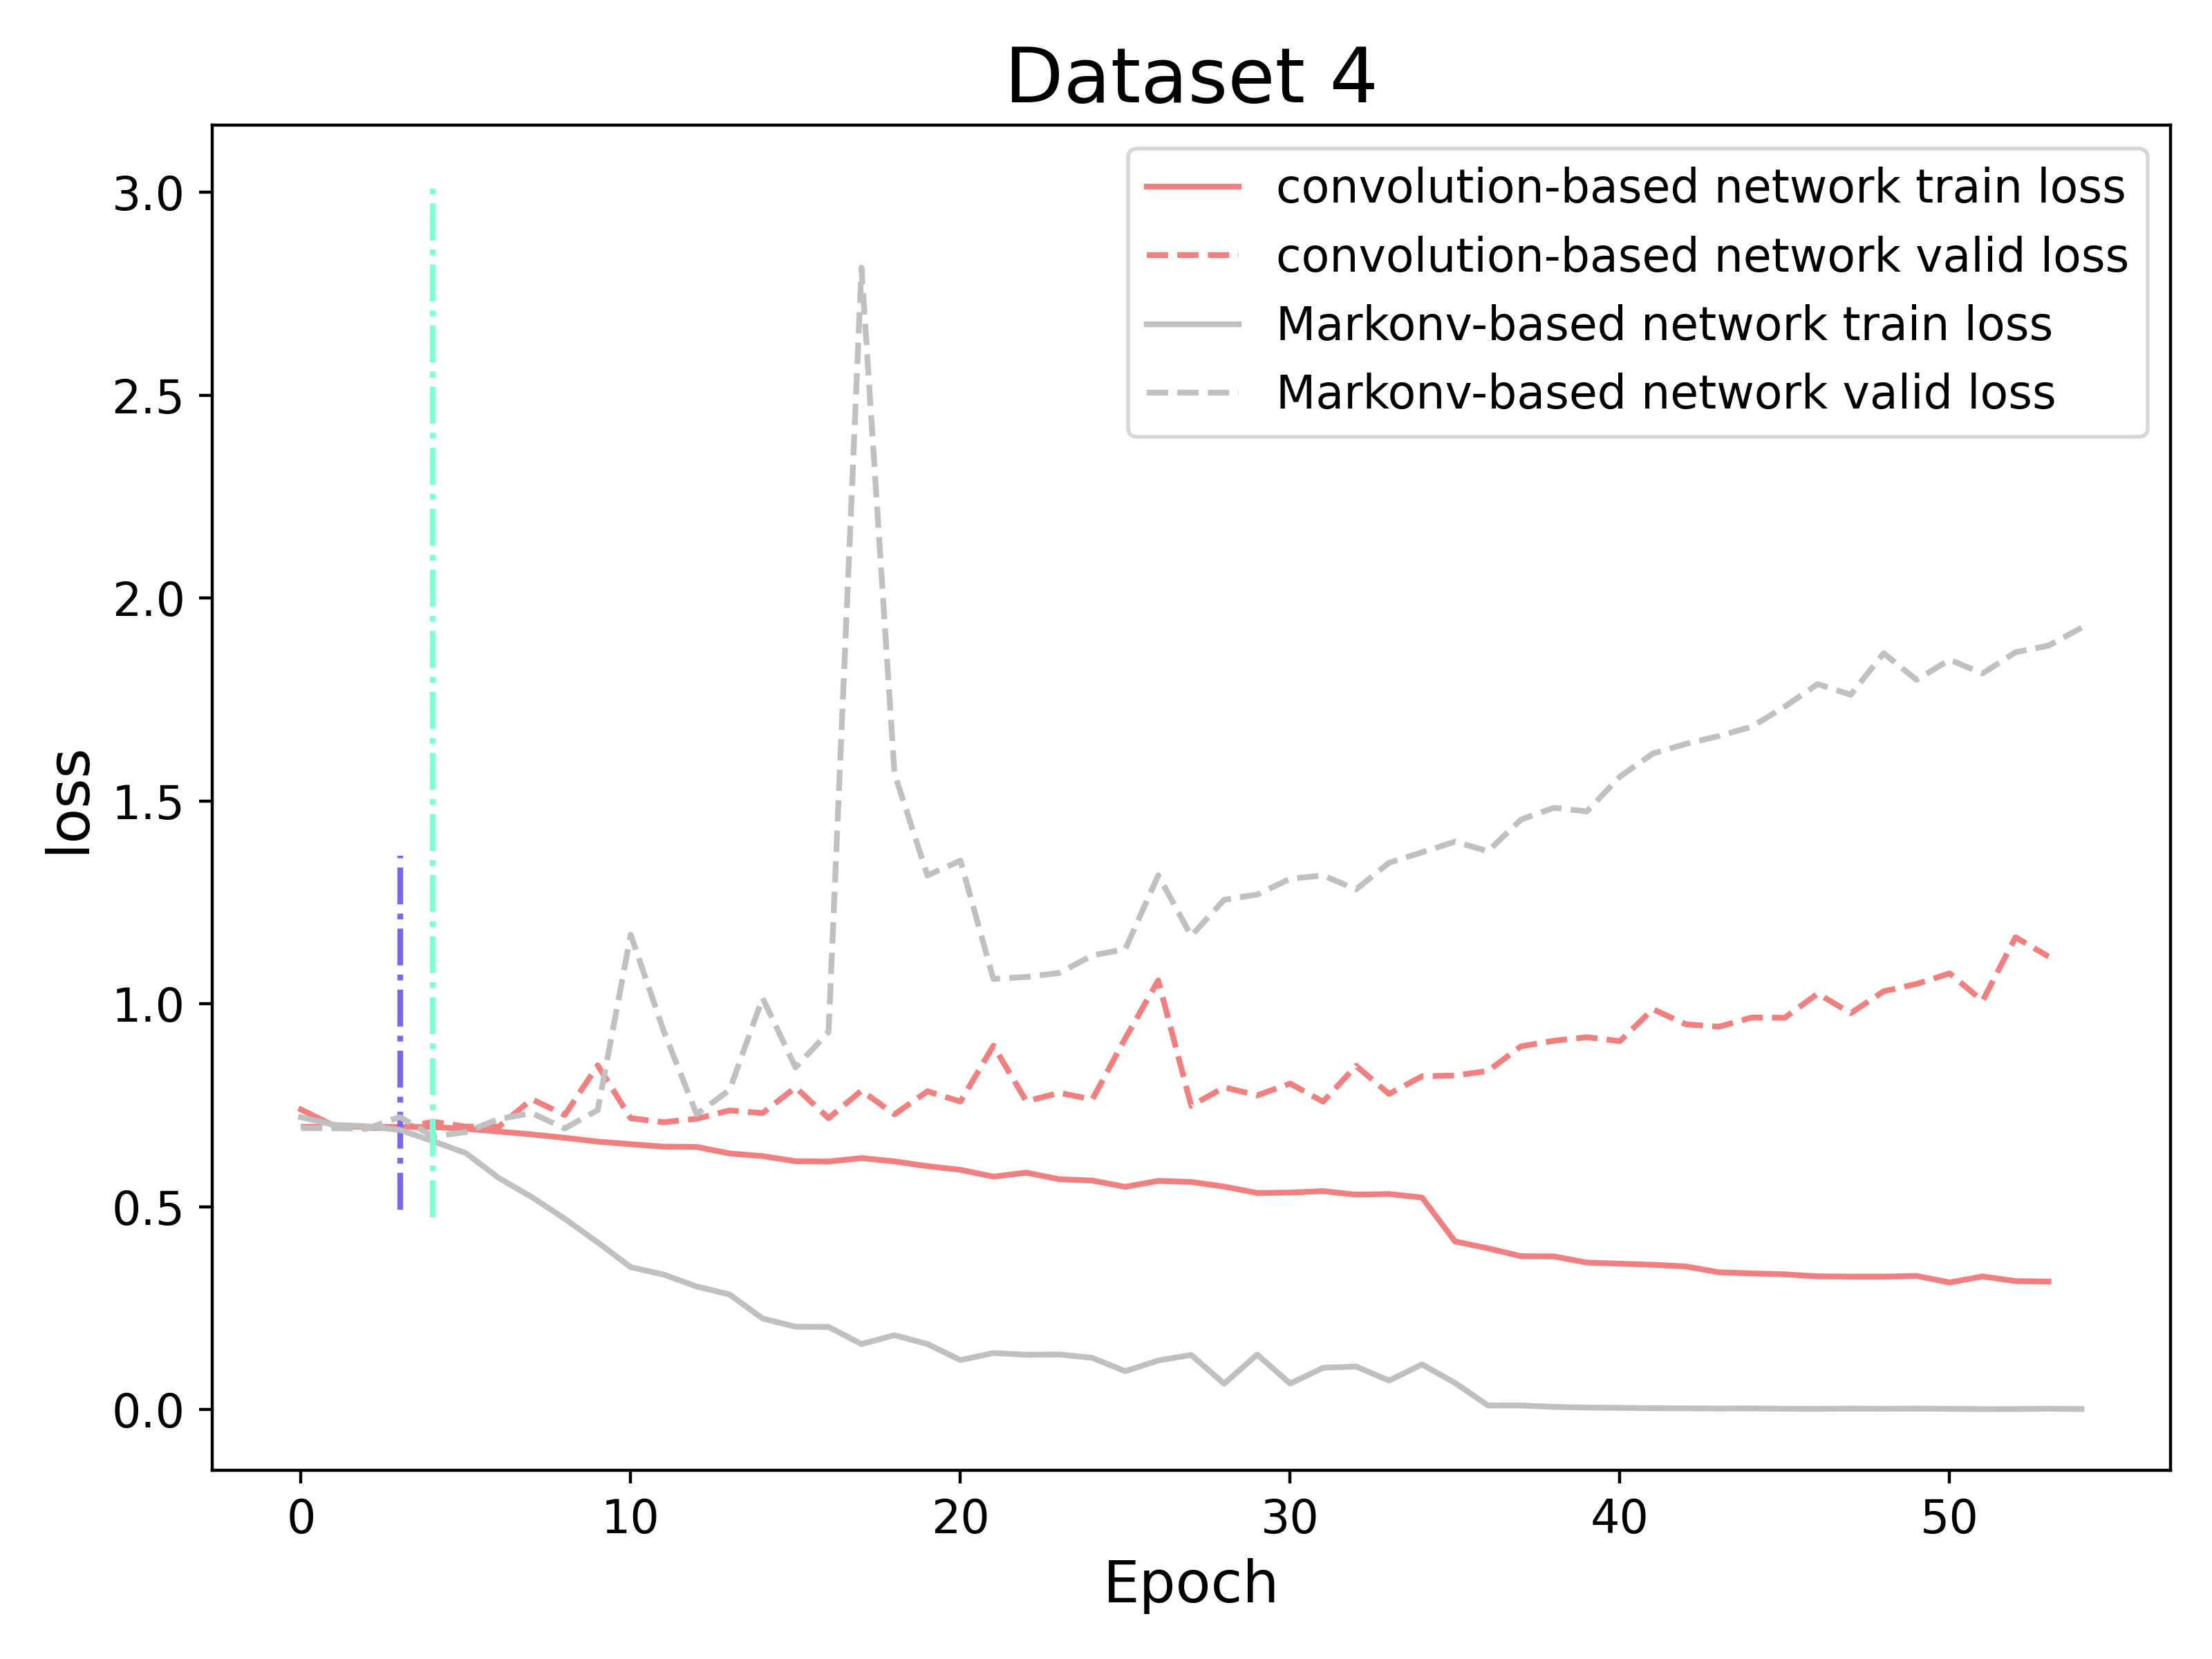 Dataset 4
convolution-based network train loss
convolution-based network valid loss
Markonv-based network train loss
Markonv-based network valid loss
loss
3.0
2.5
2.0
1.5
1.0
0.5
0.0
0 10 20 30 40 50
Epoch